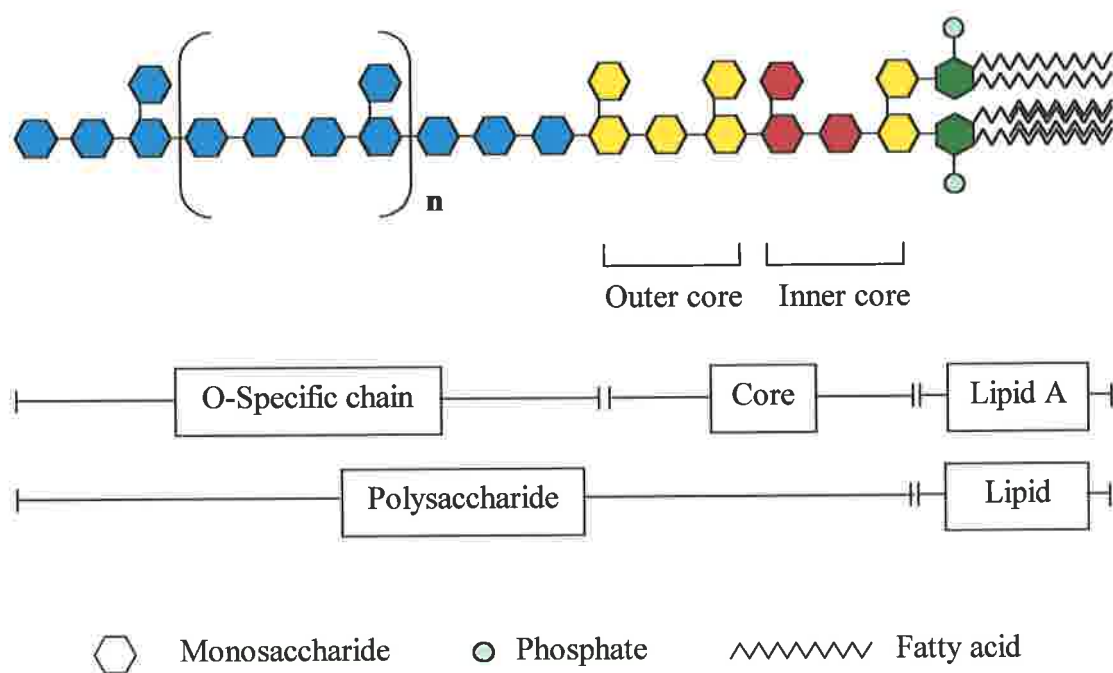 n
Outer core Inner core
O-Specific chain Core Lipid A
Polysaccharide Lipid
Monosaccharide Phosphate Fatty acid